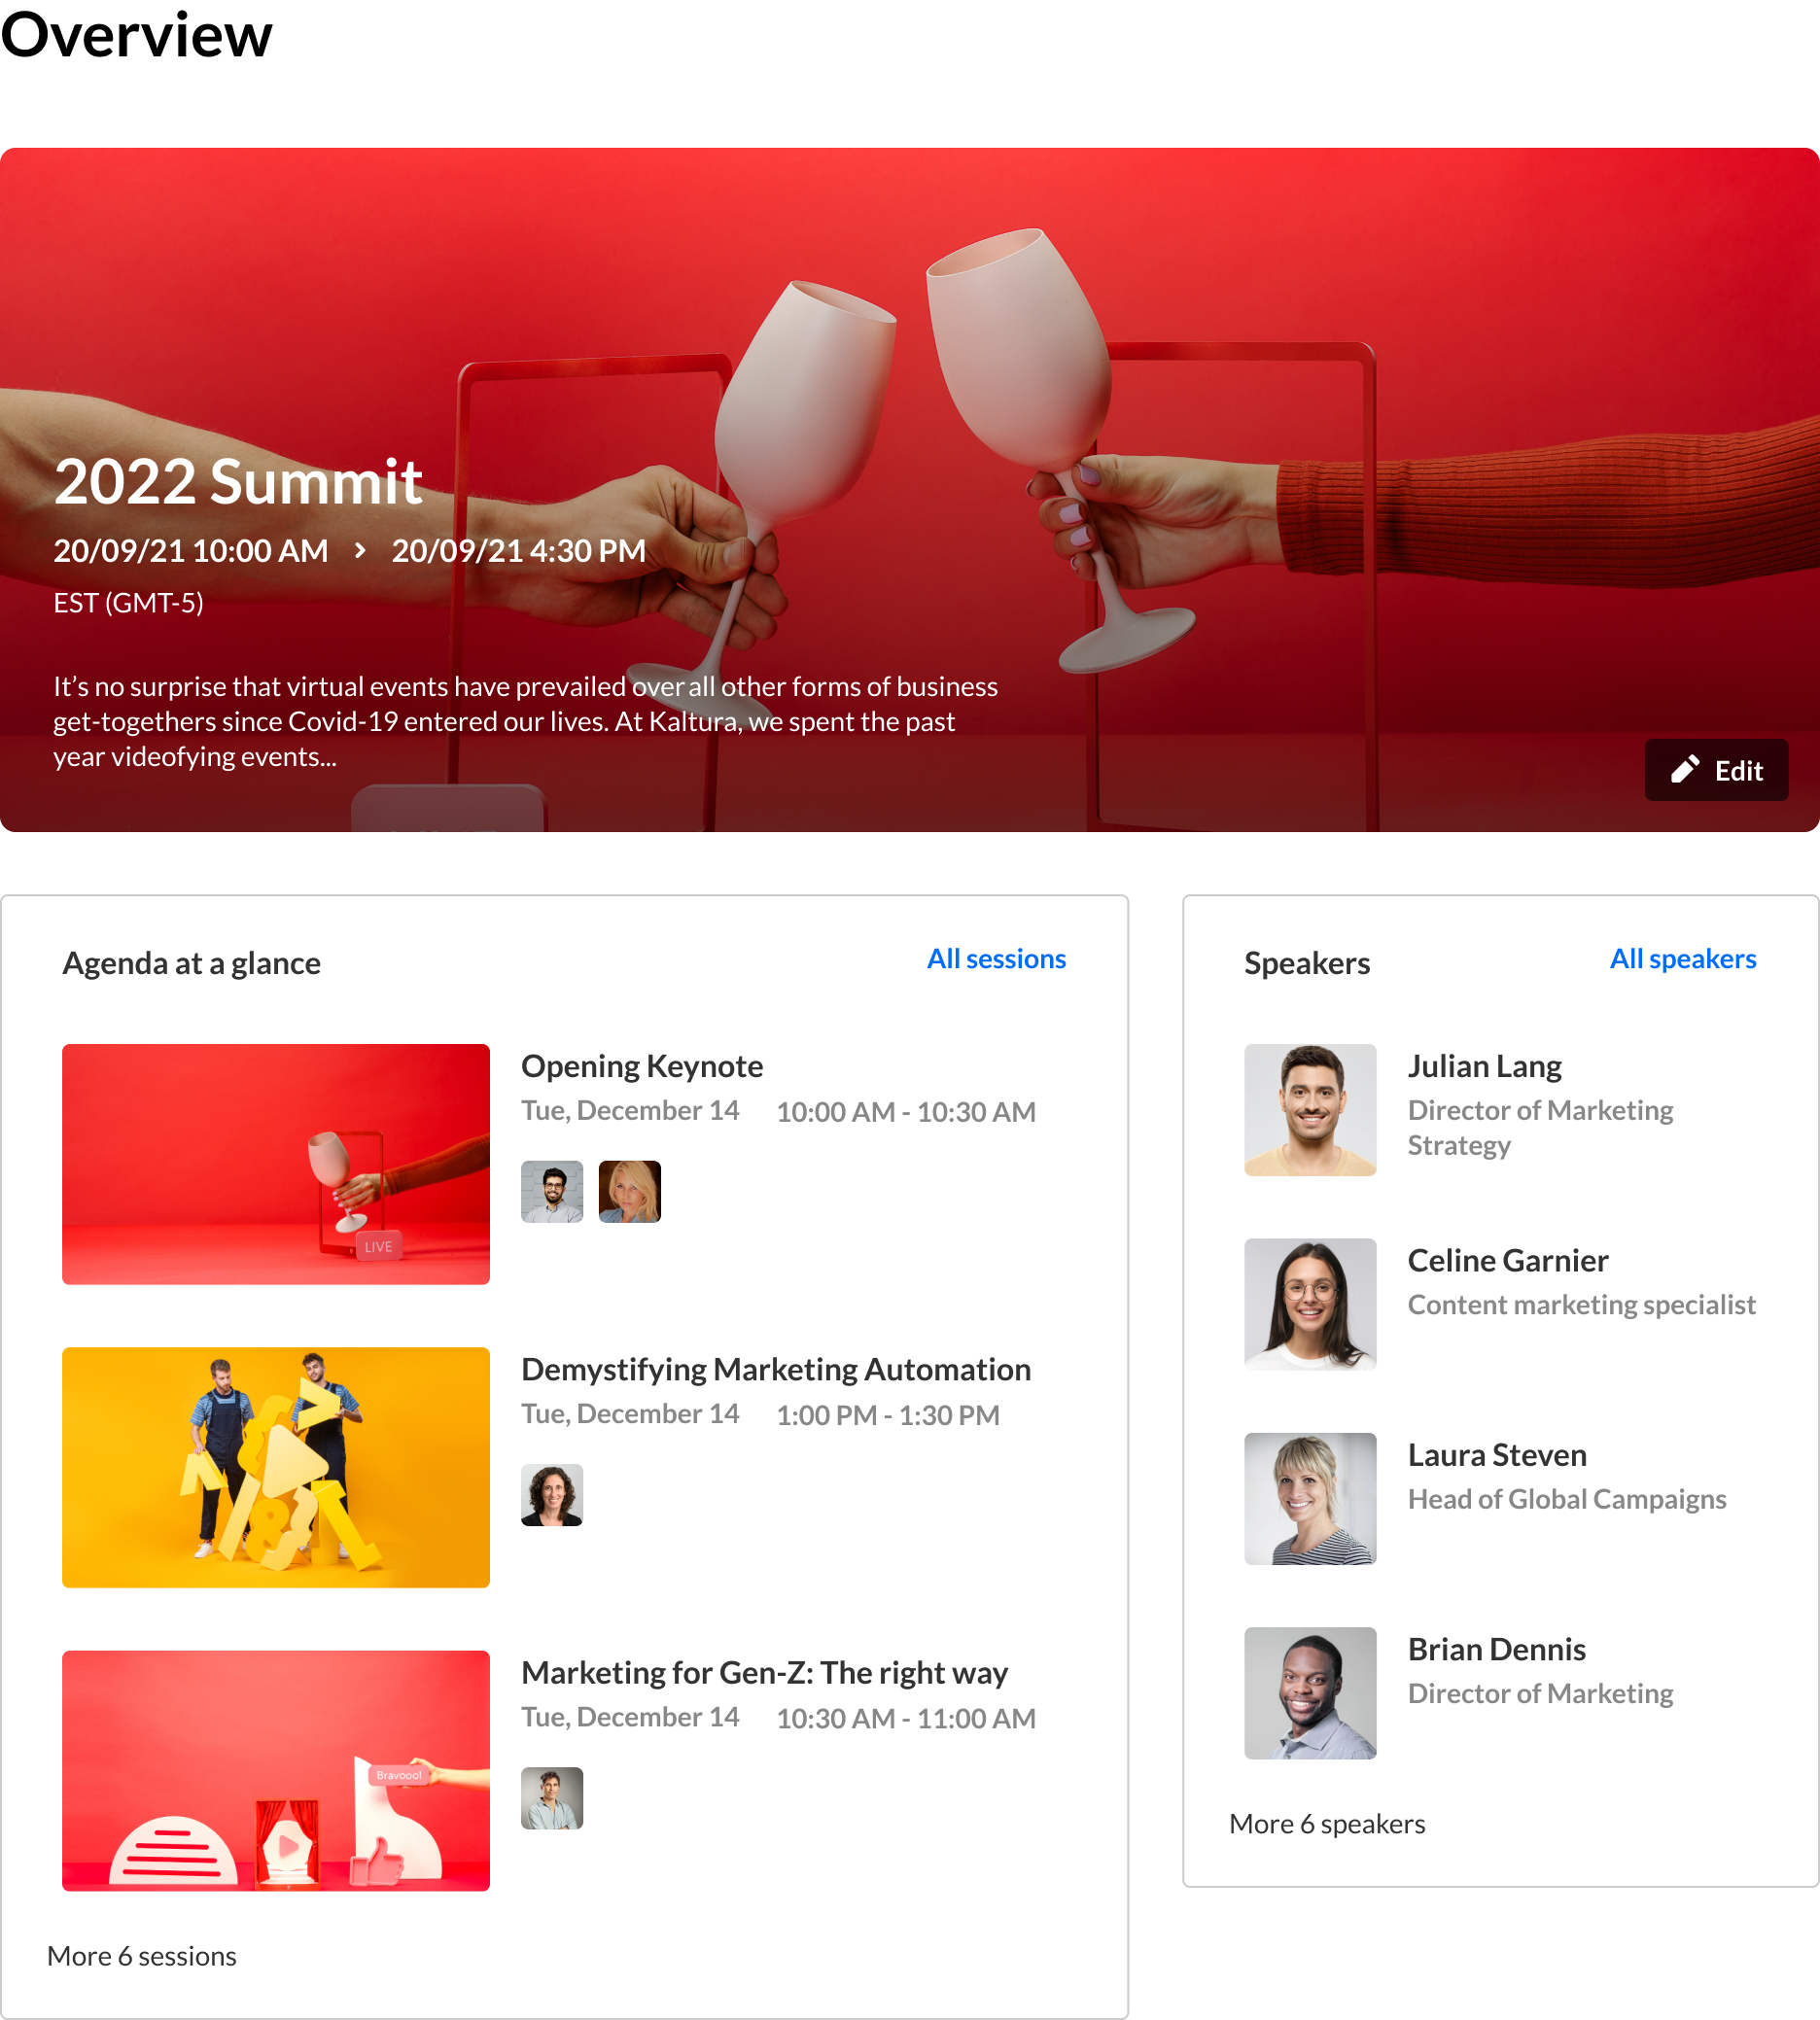 Overview
2022 Summit
20/09/21 10:00 AM > 20/09/21 4:30 PM
EST (GMT-5)
It’s no surprise that virtual events have prevailed over all other forms of business
get-togethers since Covid-19 entered our lives. At Kaltura, we spent the past
year videofying events...
Edit
Agenda at a glance
All sessions
Opening Keynote
Tue, December 14 10:00 AM - 10:30 AM
LIVE
Demystifying Marketing Automation
Tue, December 14 1:00 PM - 1:30 PM
Marketing for Gen-Z: The right way
Tue, December 14 10:30 AM - 11:00 AM
Bravooo!
More 6 sessions
Speakers
All speakers
Julian Lang
Director of Marketing
Strategy
Celine Garnier
Content marketing specialist
Laura Steven
Head of Global Campaigns
Brian Dennis
Director of Marketing
More 6 speakers